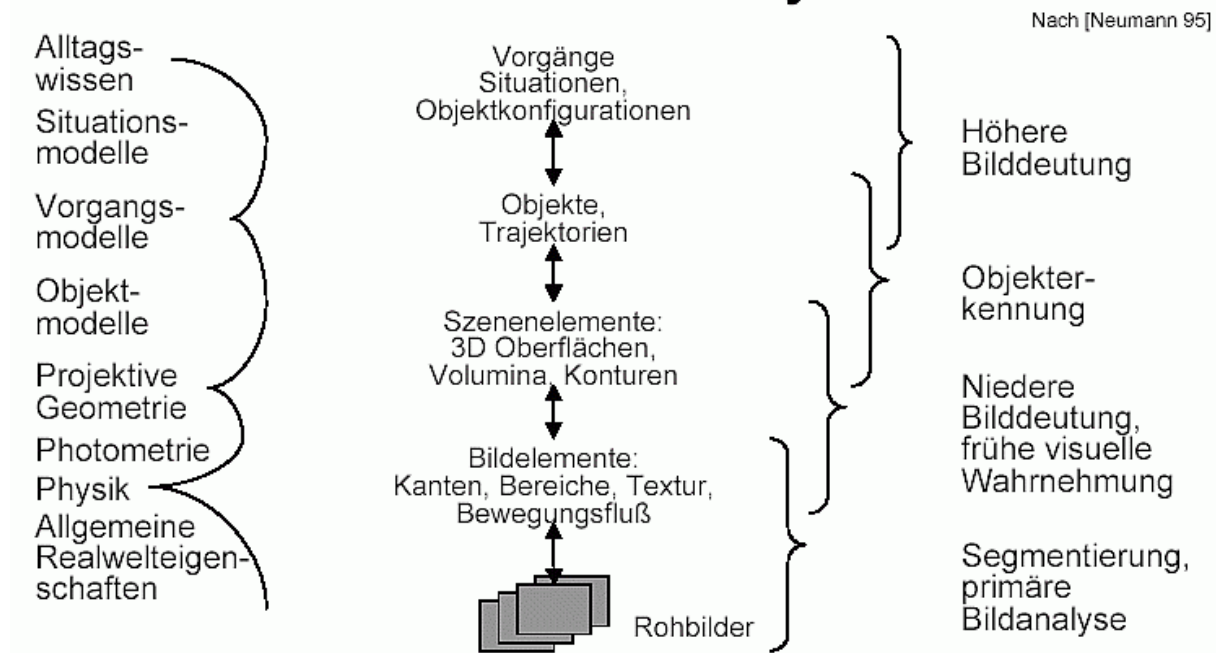 Nach [Neumann 95]
Alltags-
wissen
Situations-
modelle
Vorgangs-
modelle
Objekt-
modelle
Projektive
Geometrie
Photometrie
Physik
Allgemeine
Realwelteigen-
schaften
Vorgänge
Situationen,
Objektkonfigurationen
Objekte,
Trajektorien
Szenenelemente:
3D Oberflächen,
Volumina, Konturen
Bildelemente:
Kanten, Bereiche, Textur,
Bewegungsfluß
Rohbilder
Höhere
Bilddeutung
Objekter-
kennung
Niedere
Bilddeutung,
frühe visuelle
Wahrnehmung
Segmentierung,
primäre
Bildanalyse